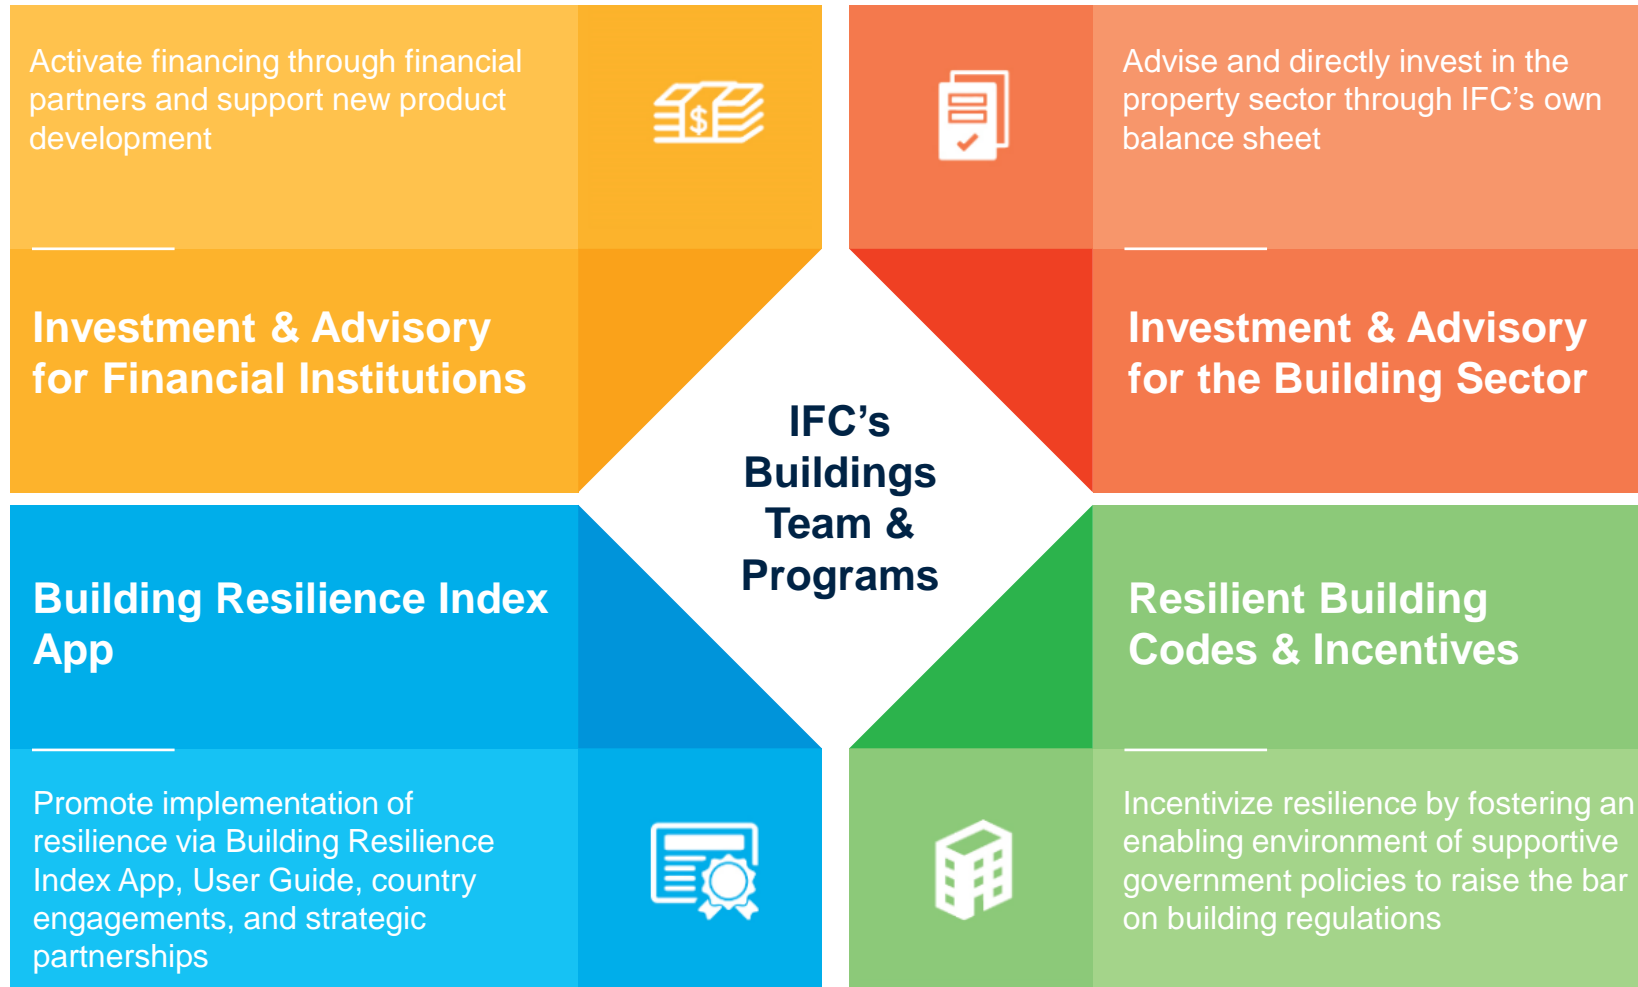 Activate financing through financial
partners and support new product
development
$
Investment & Advisory
for Financial Institutions
Advise and directly invest in the
property sector through IFC’s own
balance sheet
Investment & Advisory
for the Building Sector
IFC’s
Buildings
Team &
Programs
Building Resilience Index
App
Promote implementation of
resilience via Building Resilience
Index App, User Guide, country
engagements, and strategic
partnerships
Resilient Building
Codes & Incentives
Incentivize resilience by fostering an
enabling environment of supportive
government policies to raise the bar
on building regulations